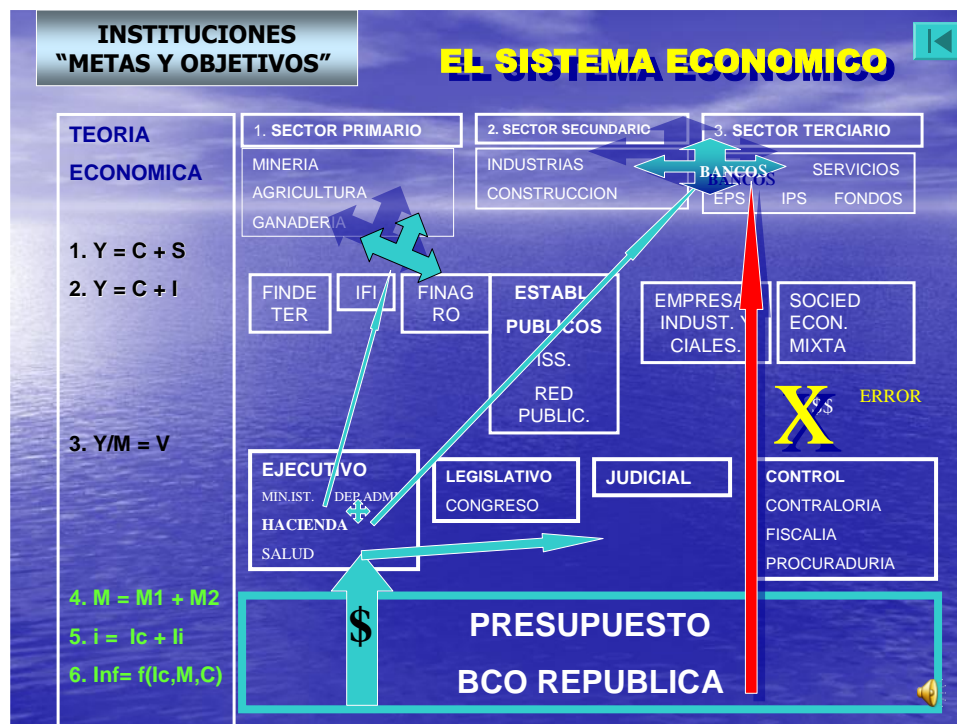 INSTITUCIONES
“METAS Y OBJETIVOS”
EL SISTEMA ECONOMICO
TEORIA
ECONOMICA
1. Y = C + S
2. Y = C + I
3. Y/M = V
4. M = M1 + M2
5. i = Ic + Ii
6. Inf= f(Ic,M,C)
1. SECTOR PRIMARIO
MINERIA
AGRICULTURA
GANADERIA
2. SECTOR SECUNDARIO
INDUSTRIAS
CONSTRUCCION
3. SECTOR TERCIARIO
BANCOS
SERVICIOS
EPS IPS FONDOS
FINDE
TER
IFI
FINAG
RO
ESTABL.
PUBLICOS
ISS.
RED
PUBLIC.
EMPRESA
INDUST. Y
CIALES.
SOCIED
ECON.
MIXTA
X
$$
ERROR
EJECUTIVO
MIN.IST. DEP.ADM
HACIENDA
SALUD
LEGISLATIVO
CONGRESO
JUDICIAL
CONTROL
CONTRALORIA
FISCALIA
PROCURADURIA
$
PRESUPUESTO
BCO REPUBLICA